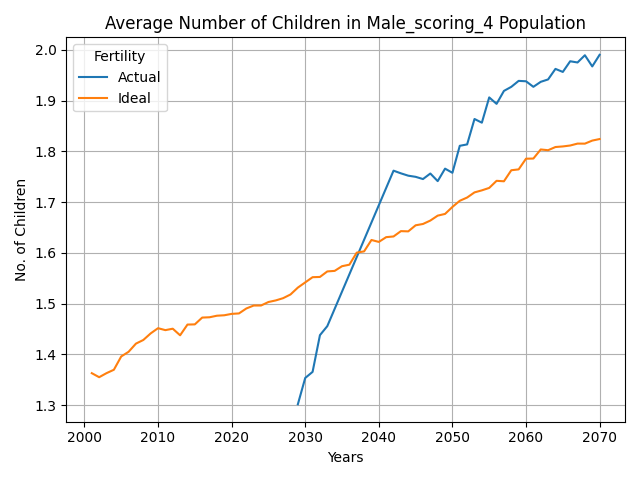 Average Number of Children in Male_scoring_4 Population
Fertility
Actual
Ideal
No. of Children
2.0
1.9
1.8
1.7
1.6
1.5
1.4
1.3
2000 2010 2020 2030 2040 2050 2060 2070
Years